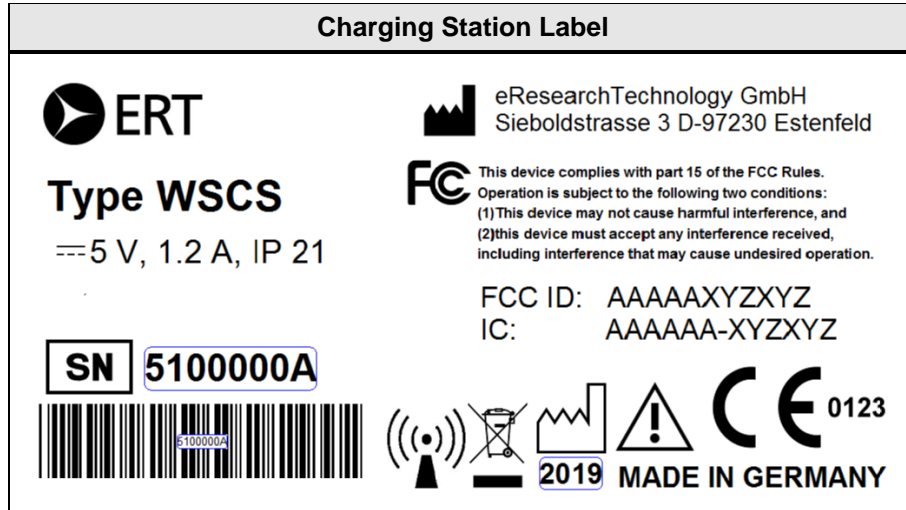 Charging Station Label
ERT
eResearchTechnology GmbH
Sieboldstrasse 3 D-97230 Estenfeld
Type WSCS
5 V, 1.2 A, IP 21
FC
This device complies with part 15 of the FCC Rules.
Operation is subject to the following two conditions:
(1)This device may not cause harmful interference, and
(2)this device must accept any interference received,
including interference that may cause undesired operation.
FCC ID: AAAAAXYZXYZ
IC: AAAAAA-XYZXYZ
SN 5100000A
5100000A
CE 0123
2019 MADE IN GERMANY